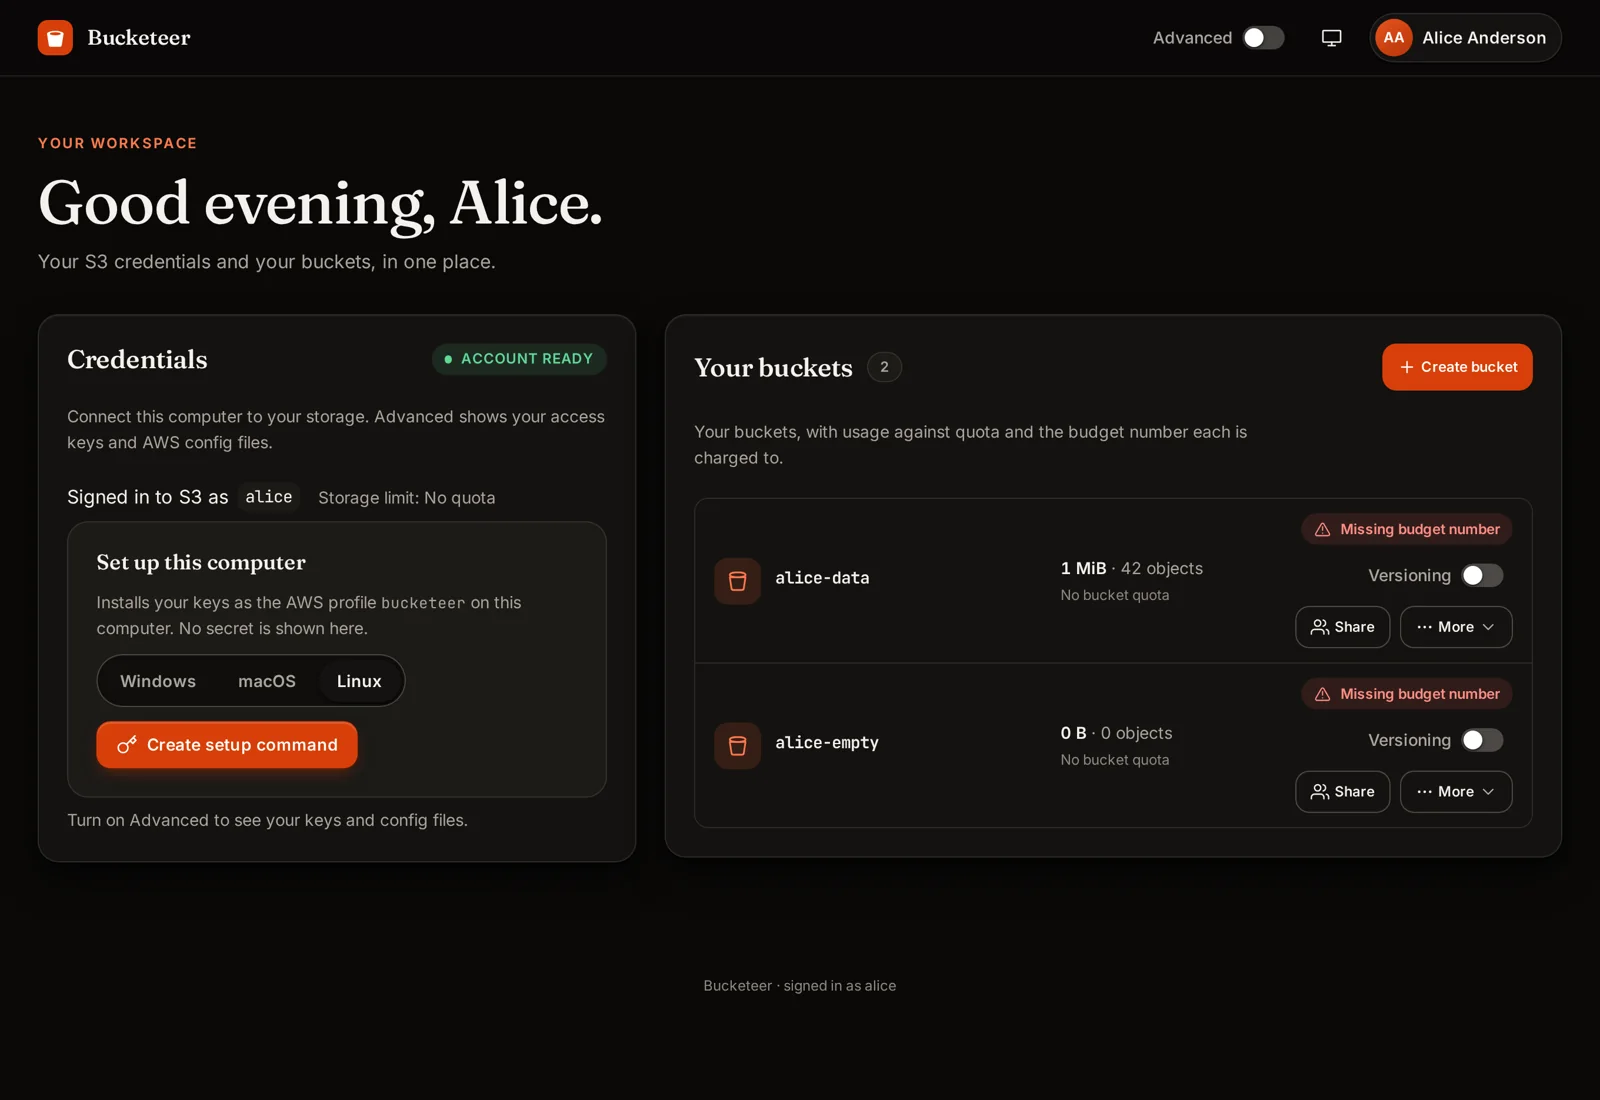 Bucketeer
Advanced
AA
Alice Anderson
YOUR WORKSPACE
Good evening, Alice.
Your S3 credentials and your buckets, in one place.
Credentials
ACCOUNT READY
Connect this computer to your storage. Advanced shows your access
keys and AWS config files.
Signed in to S3 as alice
Storage limit: No quota
Set up this computer
Installs your keys as the AWS profile bucketeer on this
computer. No secret is shown here.
Windows
macOS
Linux
Create setup command
Turn on Advanced to see your keys and config files.
Your buckets
2
Create bucket
Your buckets, with usage against quota and the budget number each is
charged to.
alice-data
1 MiB · 42 objects
No bucket quota
Missing budget number
Versioning
Share
··· More
alice-empty
0 B · 0 objects
No bucket quota
Missing budget number
Versioning
Share
··· More
Bucketeer · signed in as alice